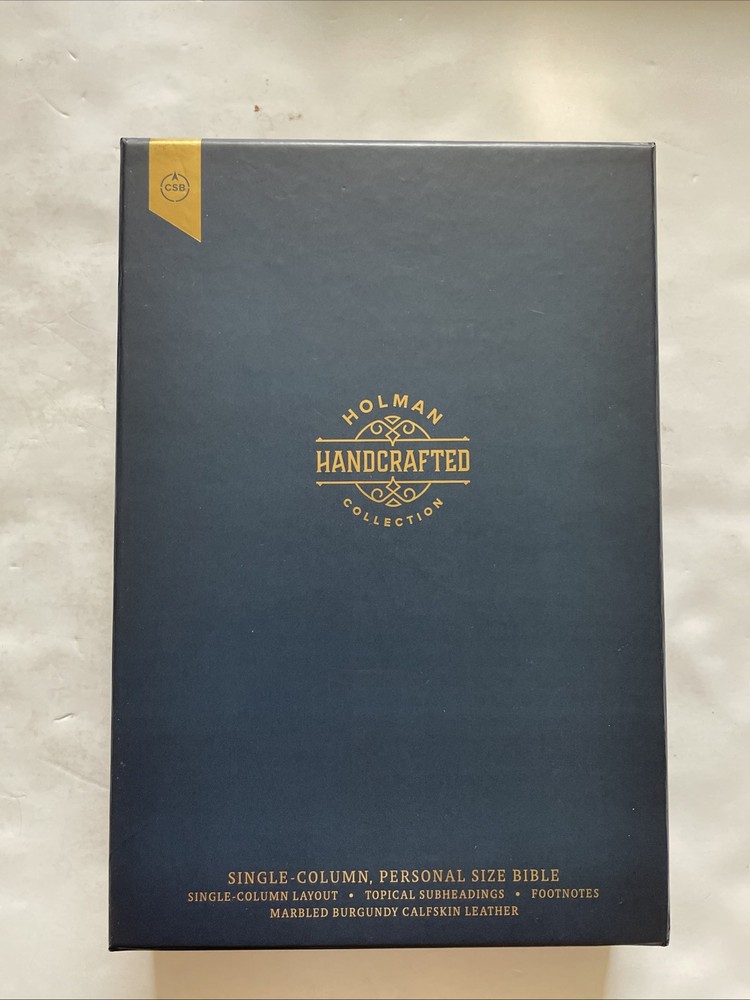 CSB
HOLMAN
HANDCRAFTED
COLLECTION
SINGLE-COLUMN, PERSONAL SIZE BIBLE
SINGLE-COLUMN LAYOUT • TOPICAL SUBHEADINGS • FOOTNOTES
MARBLED BURGUNDY CALFSKIN LEATHER